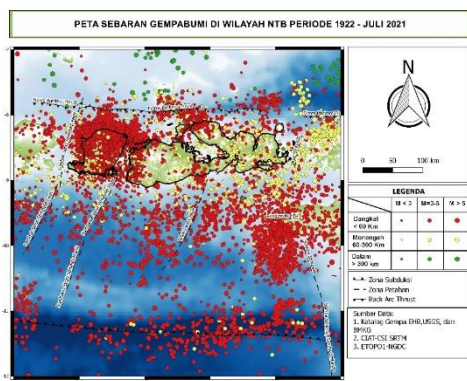 PETA SEBARAN GEMPABUMI DI WILAYAH NTB PERIODE 1922 - JULI 2021
N
0 50 100 km
LEGENDA
M < 3 M=3-5 M > 5
Dangkal
< 60 Km
Menengah
60-300 Km
Dalam
> 300 km
Zona Subduksi
Zona Patahan
Back Arc Thrust
Sumber Data:
1. Katalog Gempa EHB,USGS, dan
BMKG
2. CIAT-CSI SRTM
3. ETOPO1-NGDC